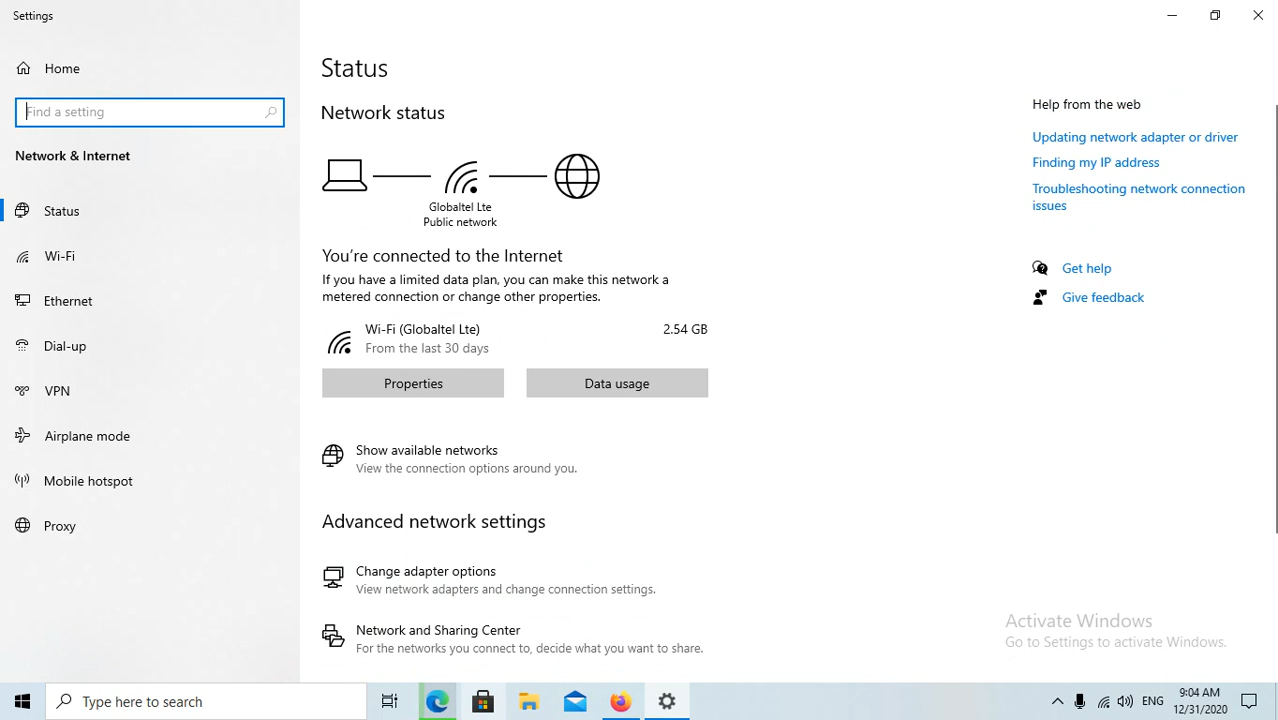 Settings
Home
Find a setting
Network & Internet
Status
Wi-Fi
Ethernet
Dial-up
VPN
Airplane mode
Mobile hotspot
Proxy
Status
Network status
Globaltel Lte
Public network
You're connected to the Internet
If you have a limited data plan, you can make this network a
metered connection or change other properties.
Wi-Fi (Globaltel Lte)
2.54 GB
From the last 30 days
Properties
Data usage
Show available networks
View the connection options around you.
Advanced network settings
Change adapter options
View network adapters and change connection settings.
Network and Sharing Center
For the networks you connect to, decide what you want to share.
Help from the web
Updating network adapter or driver
Finding my IP address
Troubleshooting network connection
issues
Get help
Give feedback
Activate Windows
Go to Settings to activate Windows.
Type here to search
ENG
9:04 AM
12/31/2020